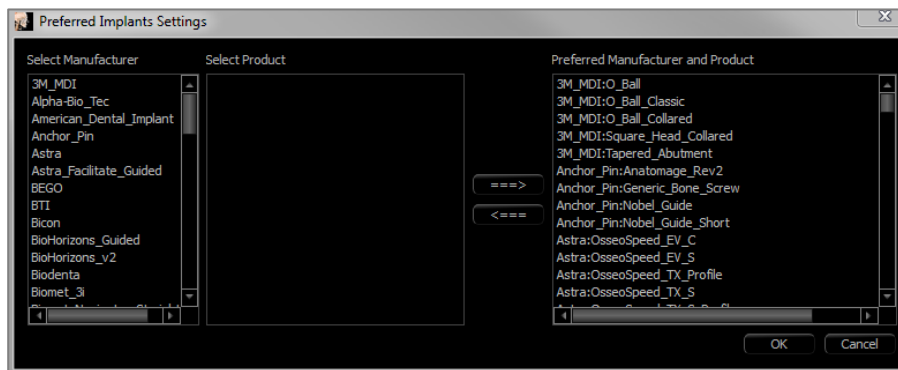 Preferred Implants Settings
Select Manufacturer
3M_MDI
Alpha-Bio_Tec
American_Dental_Implant
Anchor_Pin
Astra
Astra_Facilitate_Guided
BEGO
BTI
Bicon
BioHorizons_Guided
BioHorizons_v2
Biodenta
Biomet_3i
Select Product
===>
<===
Preferred Manufacturer and Product
3M_MDI:O_Ball
3M_MDI:O_Ball_Classic
3M_MDI:O_Ball_Collared
3M_MDI:Square_Head_Collared
3M_MDI:Tapered_Abutment
Anchor_Pin:Anatomage_Rev2
Anchor_Pin:Generic_Bone_Screw
Anchor_Pin:Nobel_Guide
Anchor_Pin:Nobel_Guide_Short
Astra:OsseoSpeed_EV_C
Astra:OsseoSpeed_EV_S
Astra:OsseoSpeed_TX_Profile
Astra:OsseoSpeed_TX_S
OK
Cancel